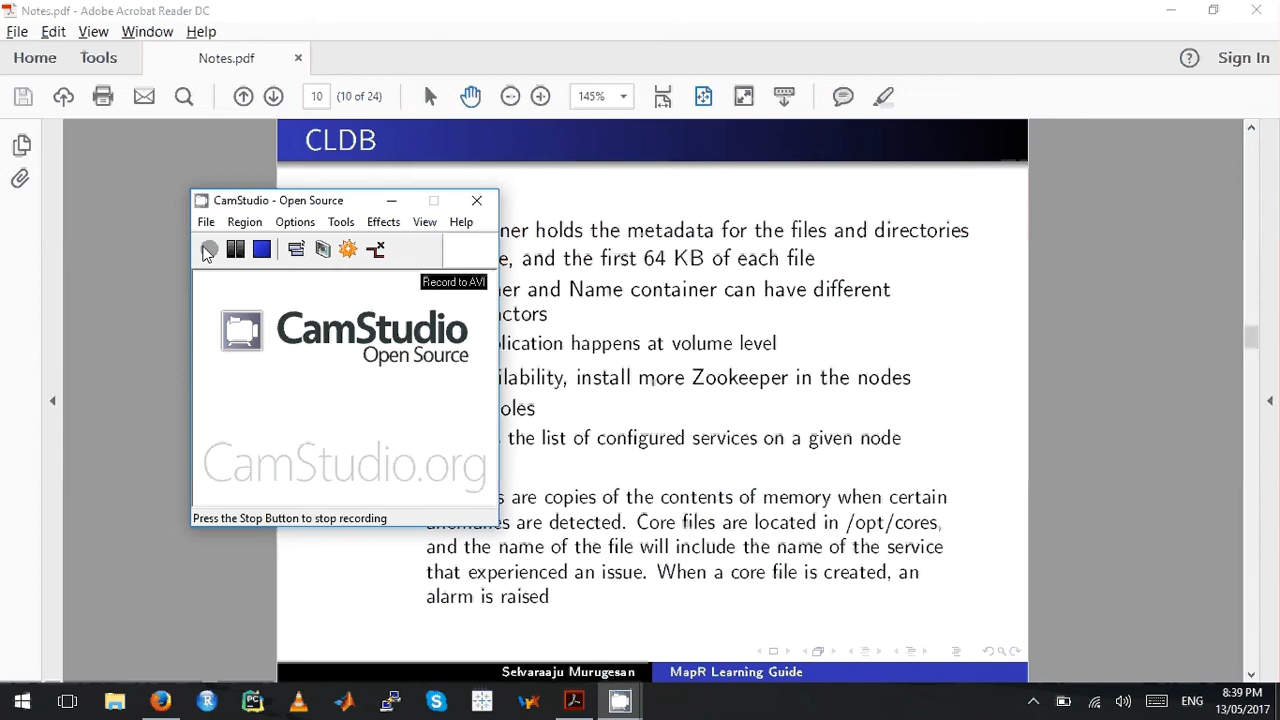 Notes.pdf - Adobe Acrobat Reader DC
File Edit View Window Help
Home Tools Notes.pdf × Sign In
10 (10 of 24) 145%
CLDB
CamStudio - Open Source
File Region Options Tools Effects View Help
Record to AVI
CamStudio
Open Source
CamStudio.org
Press the Stop Button to stop recording
ner holds the metadata for the files and directories
e, and the first 64 KB of each file
ner and Name container can have different
actors
plication happens at volume level
ilability, install more Zookeeper in the nodes
oles
s the list of configured services on a given node
s are copies of the contents of memory when certain
anomalies are detected. Core files are located in /opt/cores,
and the name of the file will include the name of the service
that experienced an issue. When a core file is created, an
alarm is raised
Selvaraaju Murugesan MapR Learning Guide
ENG
8:39 PM
13/05/2017